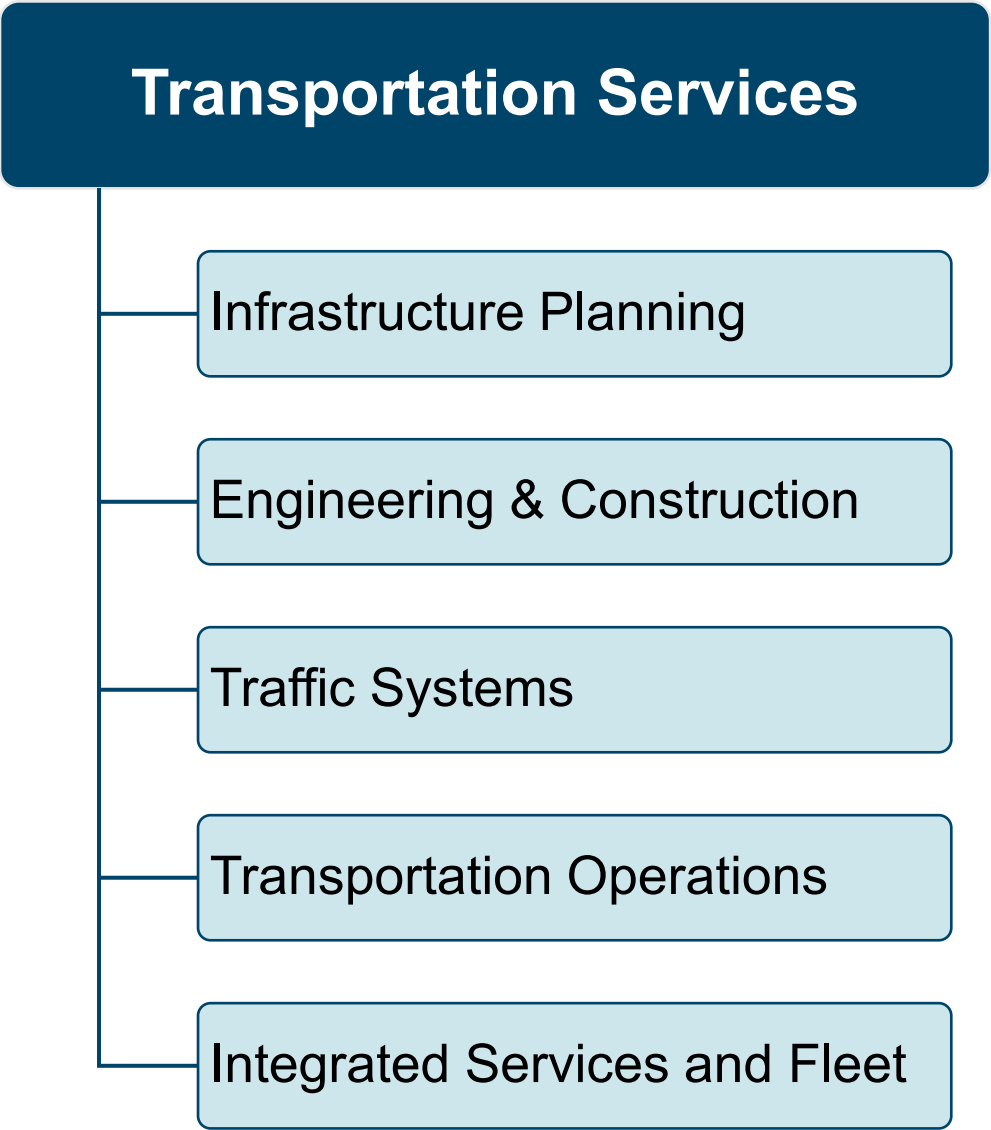 Transportation Services
Infrastructure Planning
Engineering & Construction
Traffic Systems
Transportation Operations
Integrated Services and Fleet